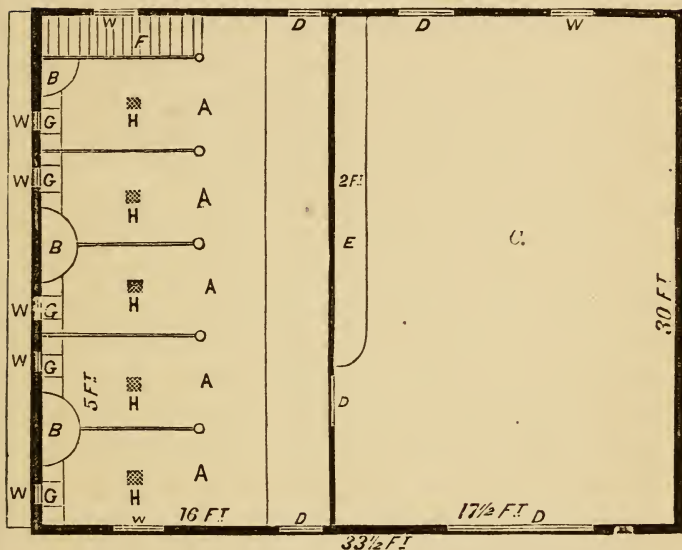 W D D W
F
B
H A
W G
W G
H A
2 FT
B E C.
H A
W G
30 FT
W G
5 FT H A D
B
H A
W G
W 16 FT D 17½ FT D
33½ FT